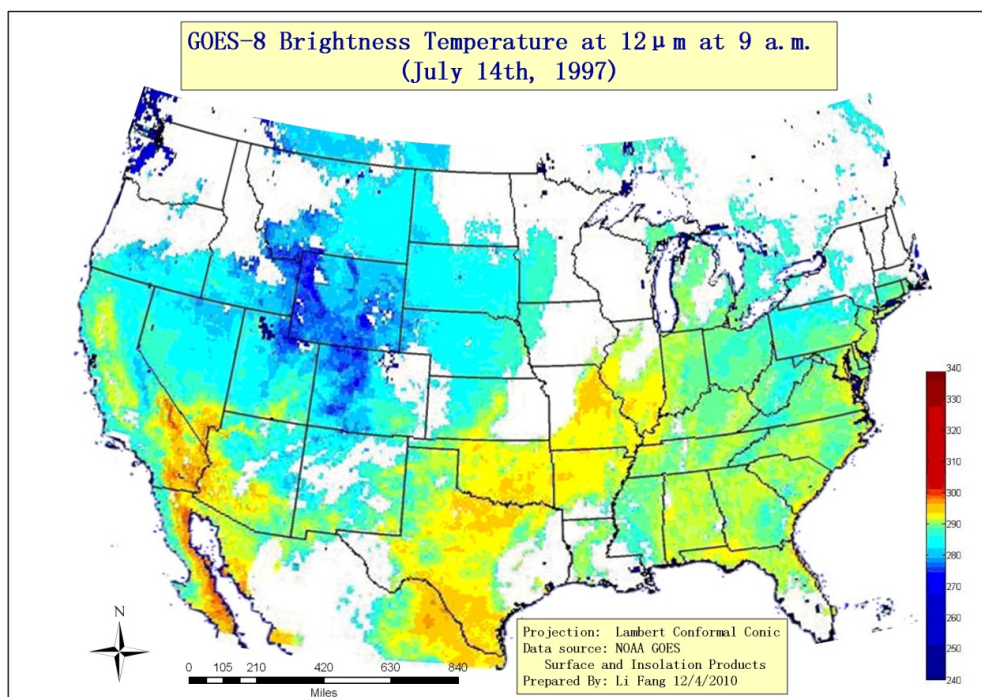 GOES-8 Brightness Temperature at 12μm at 9 a.m.
(July 14th, 1997)
N
0 105 210 420 630 840
Miles
Projection: Lambert Conformal Conic
Data source: NOAA GOES
Surface and Insolation Products
Prepared By: Li Fang 12/4/2010
340
330
320
310
300
290
280
270
260
250
240